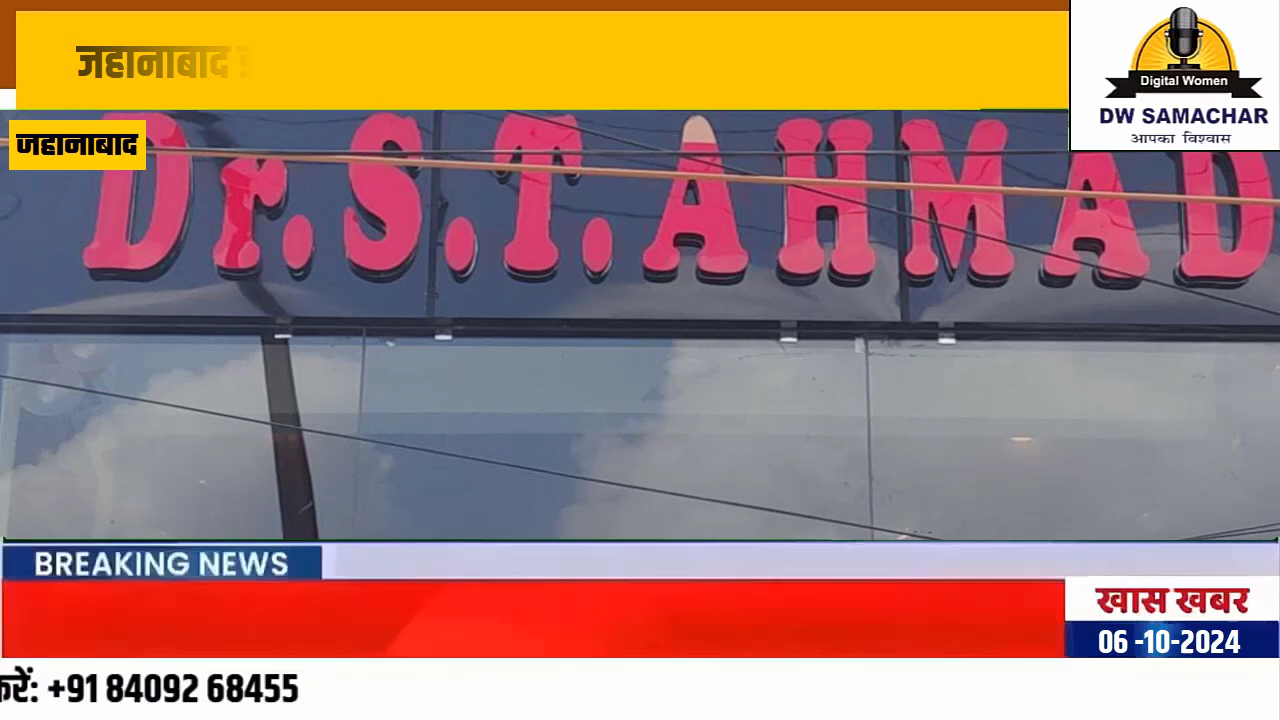 जहानाबाद
Digital Women
DW SAMACHAR
आपका विश्वास
जहानाबाद
Dr.S.T.AHMAD
BREAKING NEWS
खास खबर
06 -10-2024
करें: +91 84092 68455